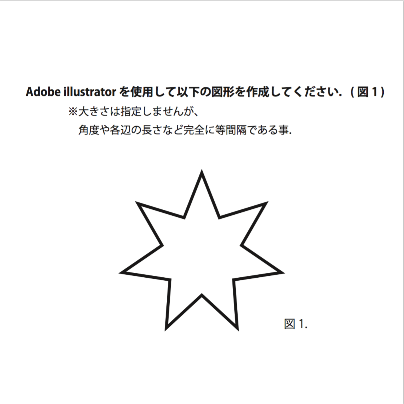 Adobe illustrator を使用して以下の図形を作成してください. ( 図 1 )
※大きさは指定しませんが、
角度や各辺の長さなど完全に等間隔である事.
図 1.